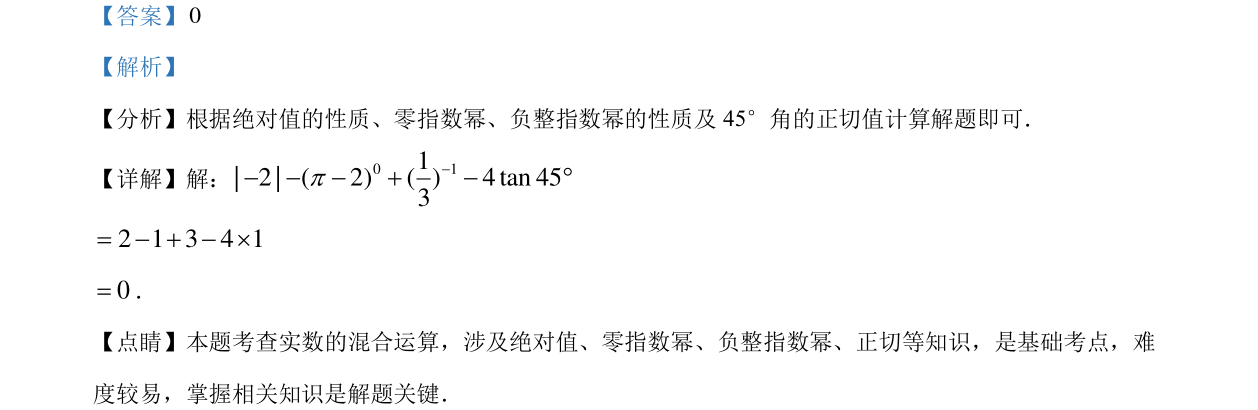 【答案】0
【解析】
【分析】根据绝对值的性质、零指数幂、负整指数幂的性质及 45° 角的正切值计算解题即可．
【详解】解：|−2|−(π−2)⁰+(1/3)⁻¹−4 tan 45°
=2−1+3−4×1
=0．
【点睛】本题考查实数的混合运算，涉及绝对值、零指数幂、负整指数幂、正切等知识，是基础考点，难
度较易，掌握相关知识是解题关键．